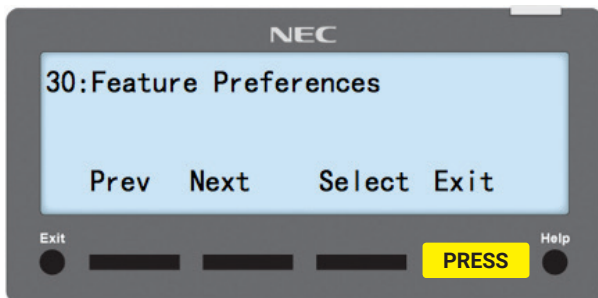 NEC
30:Feature Preferences
Prev Next Select Exit
Exit
Help
PRESS